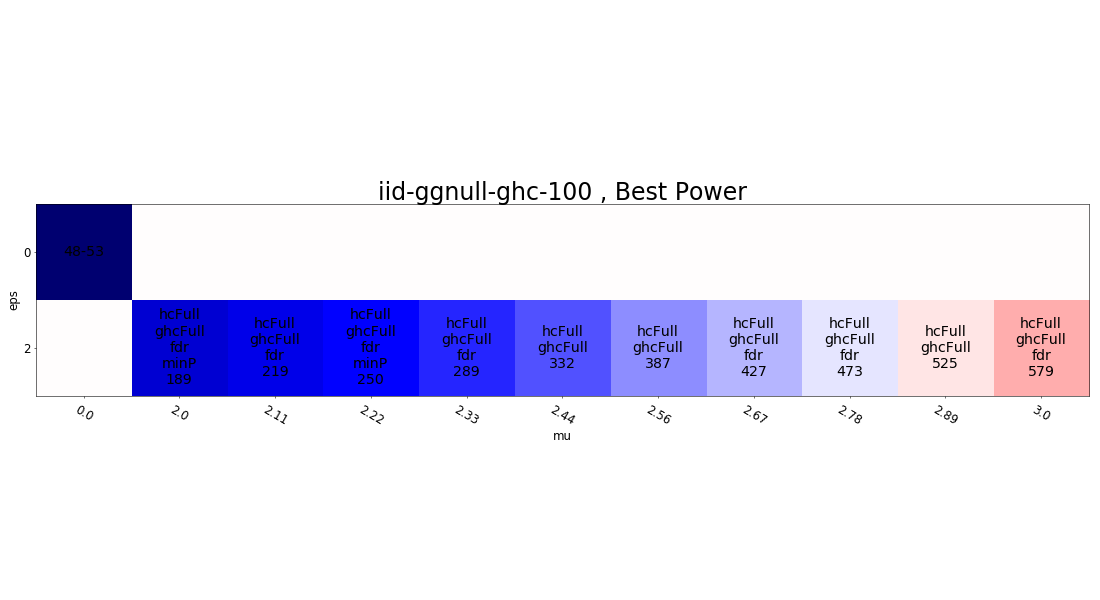 iid-ggnull-ghc-100 , Best Power
eps
0
48-53
2
hcFull
ghcFull
fdr
minP
189
hcFull
ghcFull
fdr
219
hcFull
ghcFull
fdr
minP
250
hcFull
ghcFull
fdr
289
hcFull
ghcFull
332
hcFull
ghcFull
387
hcFull
ghcFull
fdr
427
hcFull
ghcFull
fdr
473
hcFull
ghcFull
525
hcFull
ghcFull
fdr
579
0.0 2.0 2.11 2.22 2.33 2.44 2.56 2.67 2.78 2.89 3.0
mu